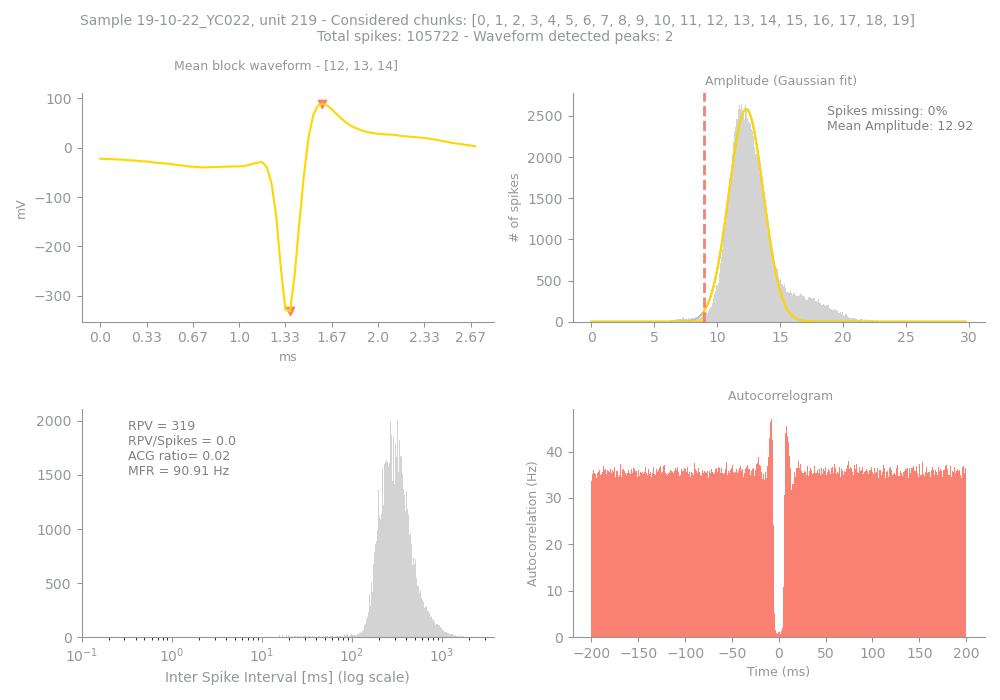 Sample 19-10-22_YC022, unit 219 - Considered chunks: [0, 1, 2, 3, 4, 5, 6, 7, 8, 9, 10, 11, 12, 13, 14, 15, 16, 17, 18, 19]
Total spikes: 105722 - Waveform detected peaks: 2
Mean block waveform - [12, 13, 14]
100
0
−100
−200
−300
mV
0.0 0.33 0.67 1.0 1.33 1.67 2.0 2.33 2.67
ms
Amplitude (Gaussian fit)
Spikes missing: 0%
Mean Amplitude: 12.92
2500
2000
1500
1000
500
0
# of spikes
0 5 10 15 20 25 30
RPV = 319
RPV/Spikes = 0.0
ACG ratio= 0.02
MFR = 90.91 Hz
2000
1500
1000
500
0
10⁻¹ 10⁰ 10¹ 10² 10³
Inter Spike Interval [ms] (log scale)
Autocorrelogram
40
30
20
10
0
Autocorrelation (Hz)
−200 −150 −100 −50 0 50 100 150 200
Time (ms)